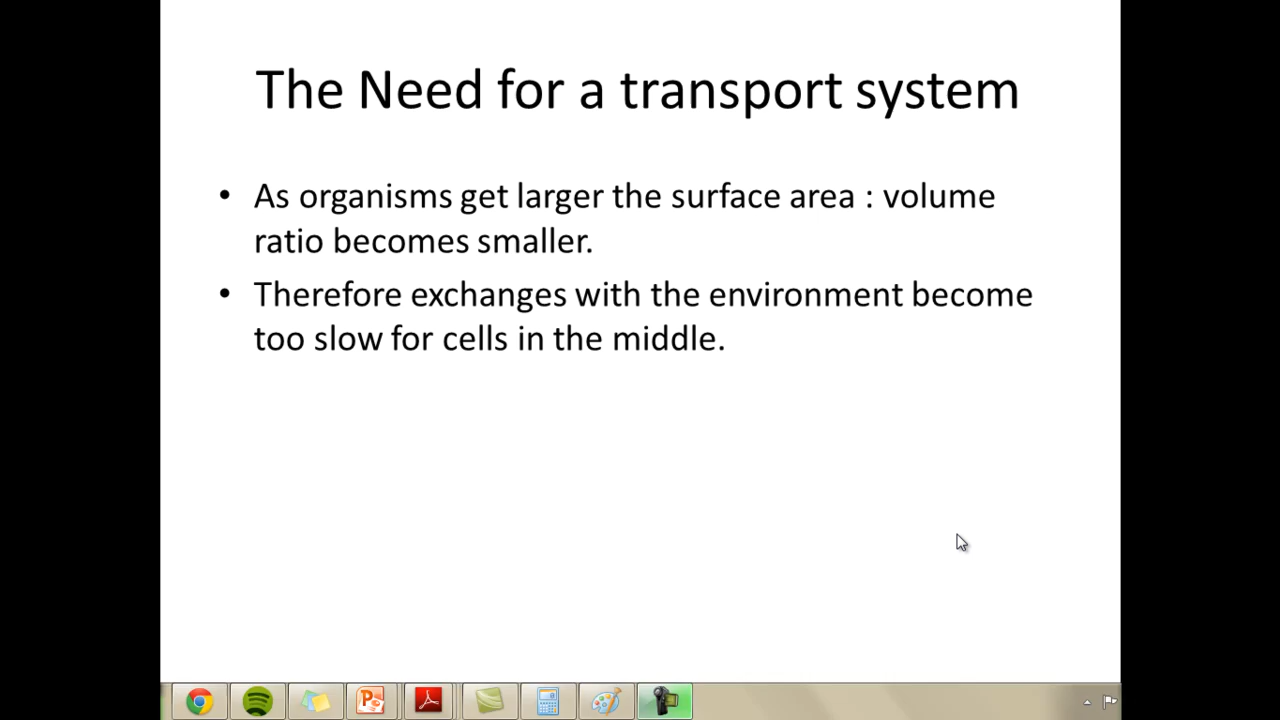 The Need for a transport system
• As organisms get larger the surface area : volume
ratio becomes smaller.
• Therefore exchanges with the environment become
too slow for cells in the middle.